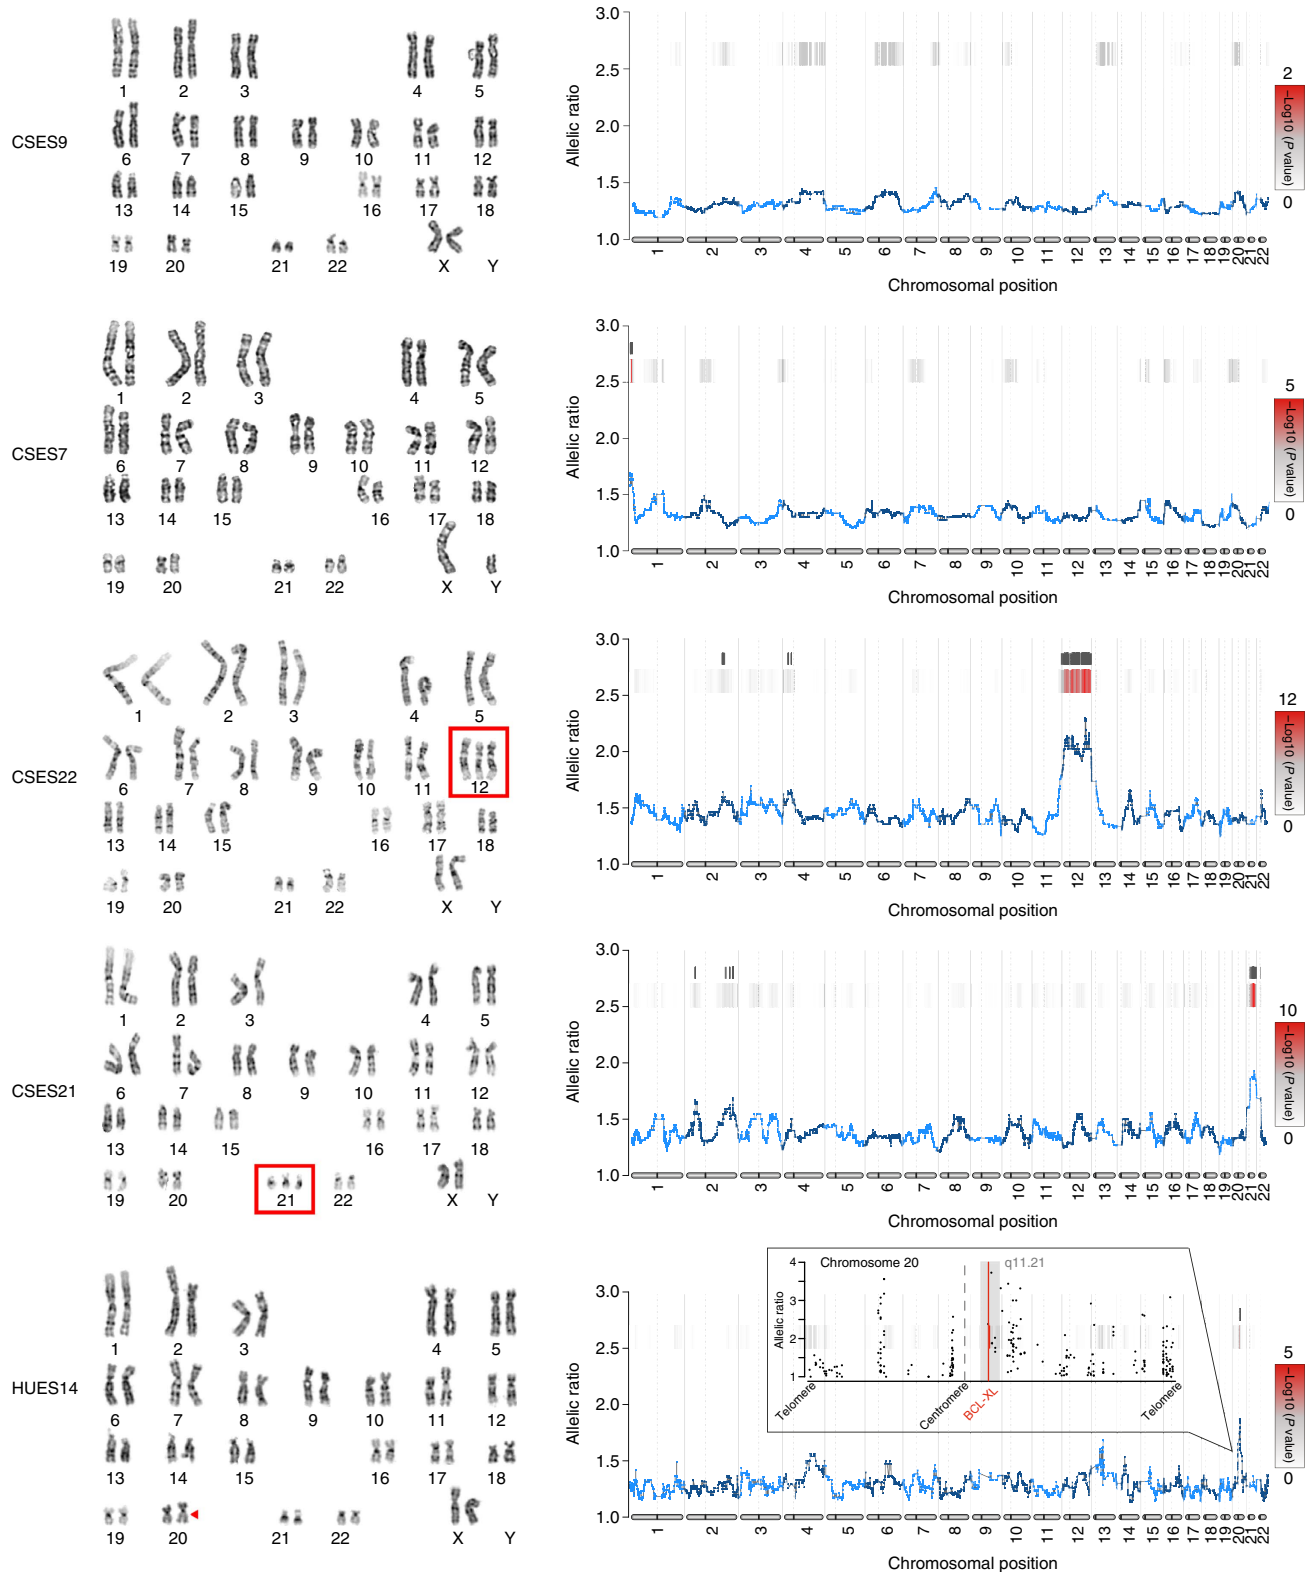 CSES9
1 2 3 4 5
6 7 8 9 10 11 12
13 14 15 16 17 18
19 20 21 22 X Y
Allelic ratio
3.0
2.5
2.0
1.5
1.0
1 2 3 4 5 6 7 8 9 10 11 12 13 14 15 16 17 18 19 20 21 22
Chromosomal position
2
−Log10 (P value)
0
CSES7
1 2 3 4 5
6 7 8 9 10 11 12
13 14 15 16 17 18
19 20 21 22 X Y
Allelic ratio
3.0
2.5
2.0
1.5
1.0
1 2 3 4 5 6 7 8 9 10 11 12 13 14 15 16 17 18 19 20 21 22
Chromosomal position
5
−Log10 (P value)
0
CSES22
1 2 3 4 5
6 7 8 9 10 11 12
13 14 15 16 17 18
19 20 21 22 X Y
Allelic ratio
3.0
2.5
2.0
1.5
1.0
1 2 3 4 5 6 7 8 9 10 11 12 13 14 15 16 17 18 19 20 21 22
Chromosomal position
12
−Log10 (P value)
0
CSES21
1 2 3 4 5
6 7 8 9 10 11 12
13 14 15 16 17 18
19 20 21 22 X Y
Allelic ratio
3.0
2.5
2.0
1.5
1.0
1 2 3 4 5 6 7 8 9 10 11 12 13 14 15 16 17 18 19 20 21 22
Chromosomal position
10
−Log10 (P value)
0
HUES14
1 2 3 4 5
6 7 8 9 10 11 12
13 14 15 16 17 18
19 20 21 22 X Y
Allelic ratio
3.0
2.5
2.0
1.5
1.0
Chromosome 20
q11.21
Allelic ratio
4
3
2
1
Telomere
Centromere
BCL-XL
Telomere
1 2 3 4 5 6 7 8 9 10 11 12 13 14 15 16 17 18 19 20 21 22
Chromosomal position
5
−Log10 (P value)
0